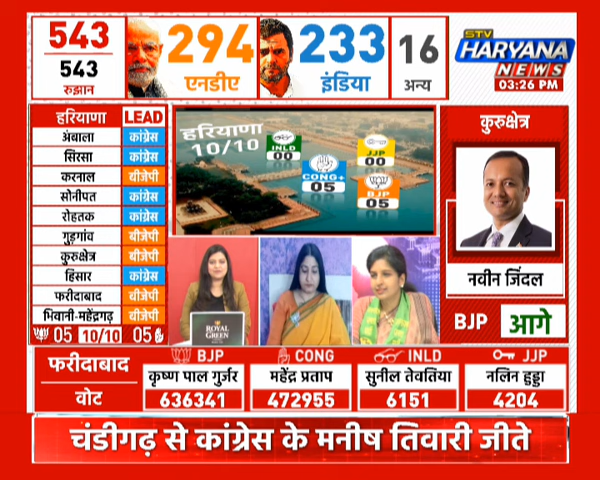 543
543
रुझान
294
एनडीए
233
इंडिया
16
अन्य
STV
HARYANA
NEWS
03:26 PM
हरियाणा LEAD
अंबाला कांग्रेस
सिरसा कांग्रेस
करनाल बीजेपी
सोनीपत कांग्रेस
रोहतक कांग्रेस
गुड़गांव बीजेपी
कुरुक्षेत्र बीजेपी
हिसार कांग्रेस
फरीदाबाद बीजेपी
भिवानी-महेंद्रगढ़ बीजेपी
05 10/10 05
हरियाणा
10/10
INLD
00
CONG+
05
JJP
00
BJP
05
ROYAL
GREEN
कुरुक्षेत्र
नवीन जिंदल
BJP आगे
फरीदाबाद
वोट
BJP
कृष्ण पाल गुर्जर
636341
CONG
महेंद्र प्रताप
472955
INLD
सुनील तेवतिया
6151
JJP
नलिन हुड्डा
4204
चंडीगढ़ से कांग्रेस के मनीष तिवारी जीते